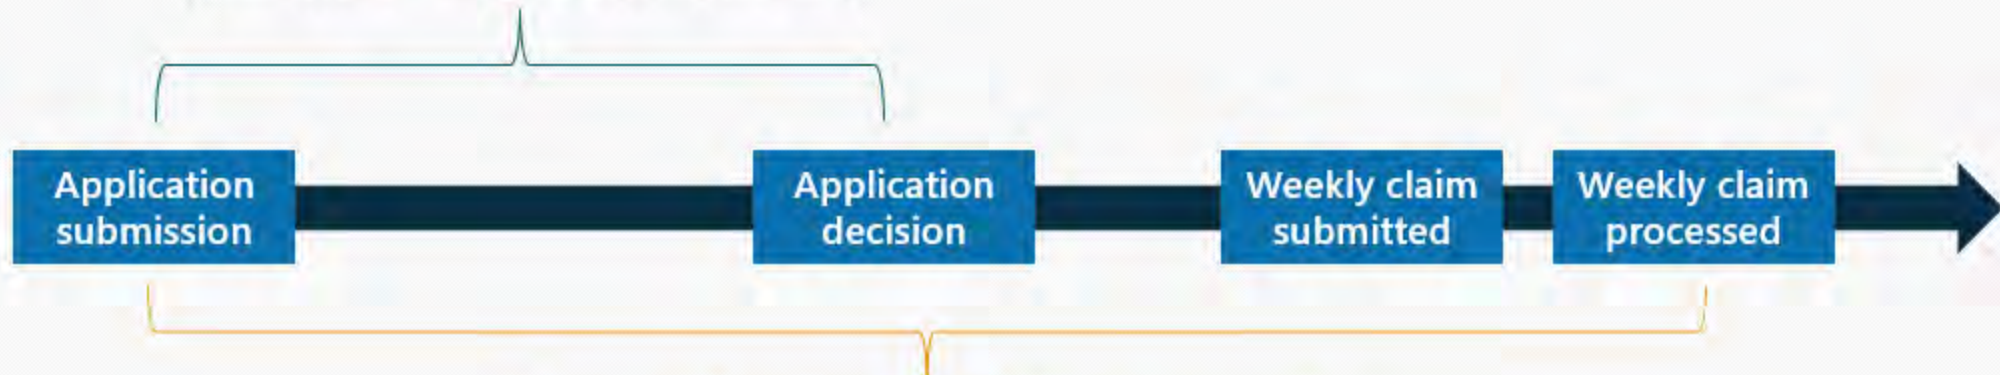 Application
submission
Application
decision
Weekly claim
submitted
Weekly claim
processed